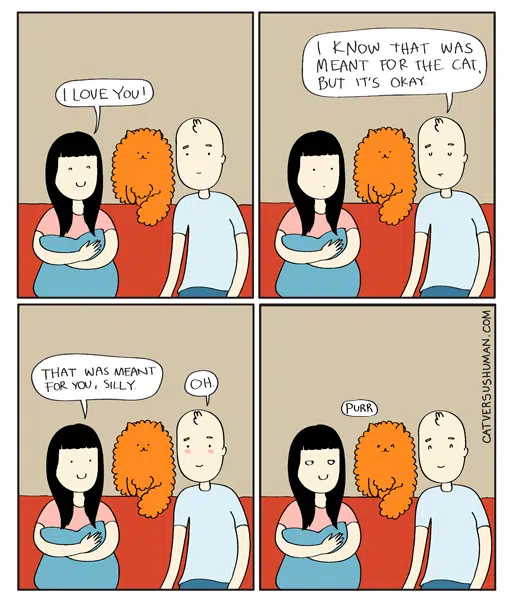 I LOVE YOU!
I KNOW THAT WAS
MEANT FOR THE CAT,
BUT IT'S OKAY.
THAT WAS MEANT
FOR YOU, SILLY.
OH.
PURR
CATVERSUSHUMAN.COM